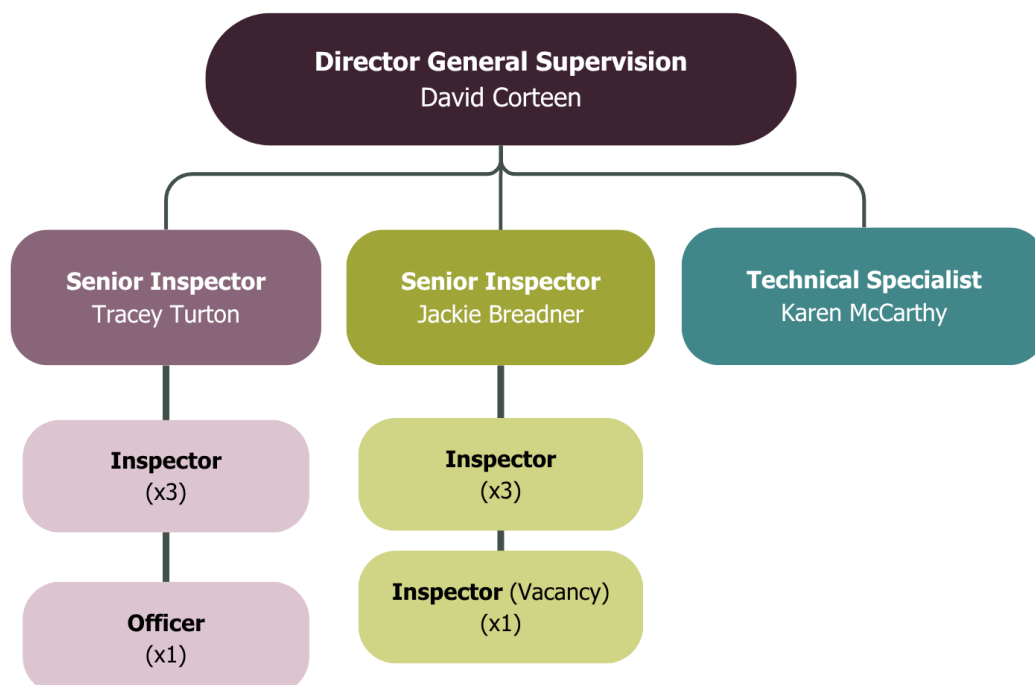 Director General Supervision
David Corteen
Senior Inspector
Tracey Turton
Senior Inspector
Jackie Breadner
Technical Specialist
Karen McCarthy
Inspector
(x3)
Inspector
(x3)
Officer
(x1)
Inspector (Vacancy)
(x1)